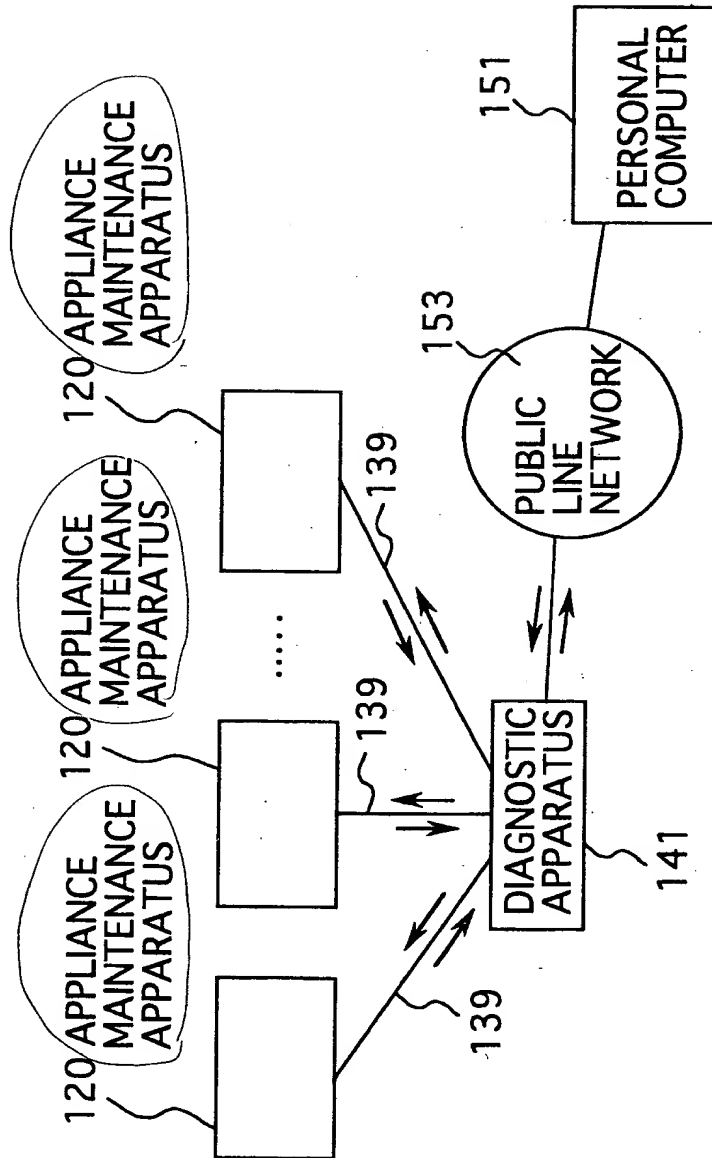 120 APPLIANCE
MAINTENANCE
APPARATUS
120 APPLIANCE
MAINTENANCE
APPARATUS
120 APPLIANCE
MAINTENANCE
APPARATUS
.....
139
139
139
DIAGNOSTIC
APPARATUS
141
153
PUBLIC
LINE
NETWORK
151
PERSONAL
COMPUTER